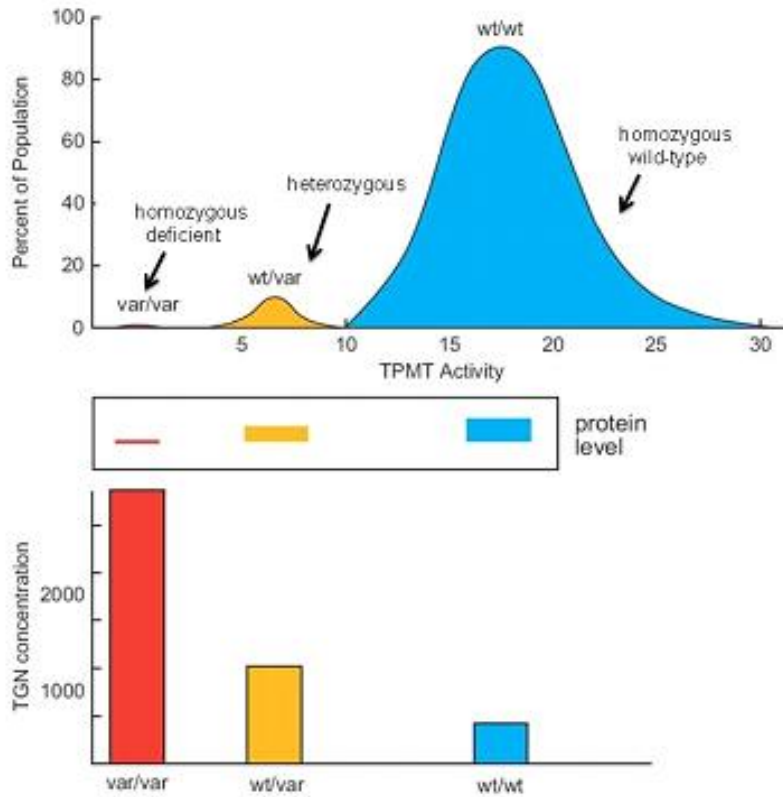 100
80
60
40
20
0
Percent of Population
wt/wt
homozygous
wild-type
heterozygous
homozygous
deficient
wt/var
var/var
5 10 15 20 25 30
TPMT Activity
protein
level
TGN concentration
2000
1000
var/var wt/var wt/wt